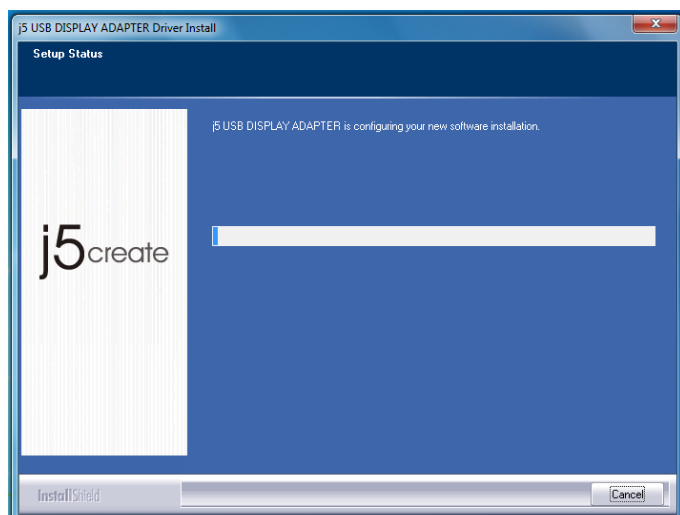 j5 USB DISPLAY ADAPTER Driver Install
Setup Status
j5 USB DISPLAY ADAPTER is configuring your new software installation.
j5create
InstallShield
Cancel